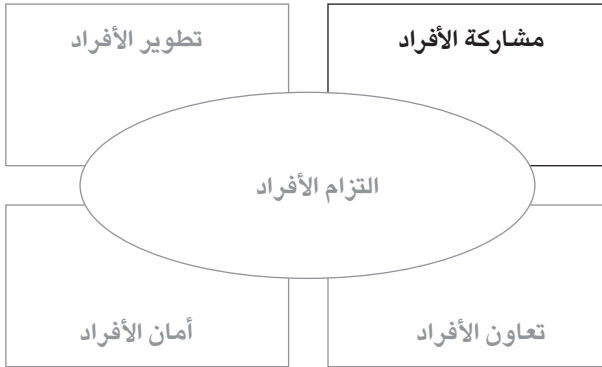 مشاركة الأفراد
تطوير الأفراد
التزام الأفراد
تعاون الأفراد
أمان الأفراد